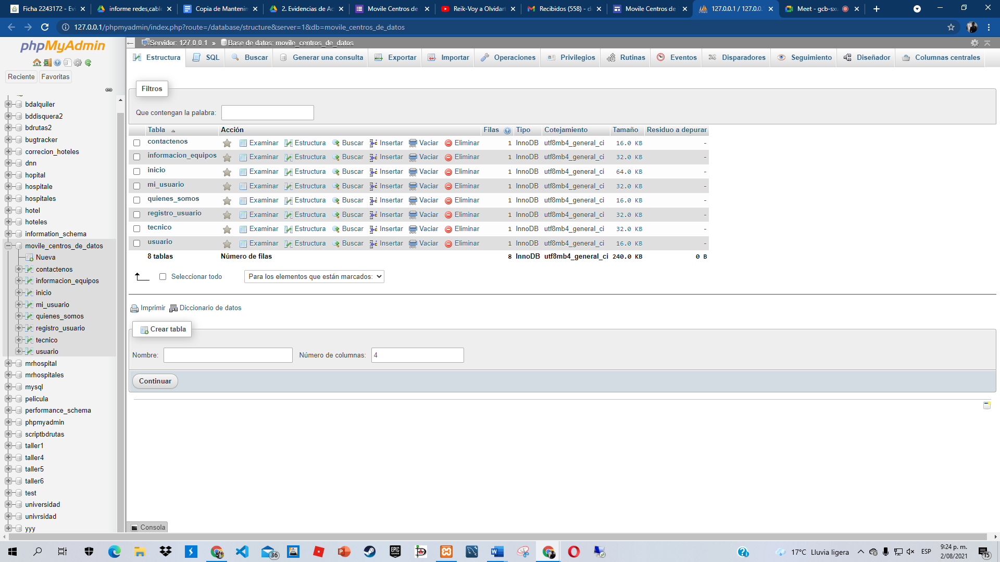 Ficha 2243172 - Evi
informe redes,cable
Copia de Mantenin
2. Evidencias de Ac
Movile Centros de
Reik-Voy a Olvidar
Recibidos (558) - d
Movile Centros de
127.0.0.1 / 127.0.0.
Meet - gcb-sx
127.0.0.1/phpmyadmin/index.php?route=/database/structure&server=1&db=movile_centros_de_datos
phpMyAdmin
Reciente
Favoritas
bdalquiler
bddisquera2
bdrutas2
bugtracker
correcion_hoteles
dnn
hopital
hospitale
hospitales
hotel
hoteles
information_schema
movile_centros_de_datos
Nueva
contactenos
informacion_equipos
inicio
mi_usuario
quienes_somos
registro_usuario
tecnico
usuario
mrhospital
mrhospitales
mysql
pelicula
performance_schema
phpmyadmin
scriptbdrutas
taller1
taller4
taller5
taller6
test
universidad
univrsidad
yyy
Servidor: 127.0.0.1 » Base de datos: movile_centros_de_datos
Estructura SQL Buscar Generar una consulta Exportar Importar Operaciones Privilegios Rutinas Eventos Disparadores Seguimiento Diseñador Columnas centrales
Filtros
Que contengan la palabra:
Tabla Acción Filas Tipo Cotejamiento Tamaño Residuo a depurar
contactenos Examinar Estructura Buscar Insertar Vaciar Eliminar 1 InnoDB utf8mb4_general_ci 16.0 KB -
informacion_equipos Examinar Estructura Buscar Insertar Vaciar Eliminar 1 InnoDB utf8mb4_general_ci 32.0 KB -
inicio Examinar Estructura Buscar Insertar Vaciar Eliminar 1 InnoDB utf8mb4_general_ci 64.0 KB -
mi_usuario Examinar Estructura Buscar Insertar Vaciar Eliminar 1 InnoDB utf8mb4_general_ci 32.0 KB -
quienes_somos Examinar Estructura Buscar Insertar Vaciar Eliminar 1 InnoDB utf8mb4_general_ci 16.0 KB -
registro_usuario Examinar Estructura Buscar Insertar Vaciar Eliminar 1 InnoDB utf8mb4_general_ci 32.0 KB -
tecnico Examinar Estructura Buscar Insertar Vaciar Eliminar 1 InnoDB utf8mb4_general_ci 32.0 KB -
usuario Examinar Estructura Buscar Insertar Vaciar Eliminar 1 InnoDB utf8mb4_general_ci 16.0 KB -
8 tablas Número de filas 8 InnoDB utf8mb4_general_ci 240.0 KB 0 B
Seleccionar todo Para los elementos que están marcados:
Imprimir Diccionario de datos
Crear tabla
Nombre: Número de columnas: 4
Continuar
Consola
36
EPIC GAMES
17°C Lluvia ligera
ESP
9:24 p. m.
2/08/2021
15